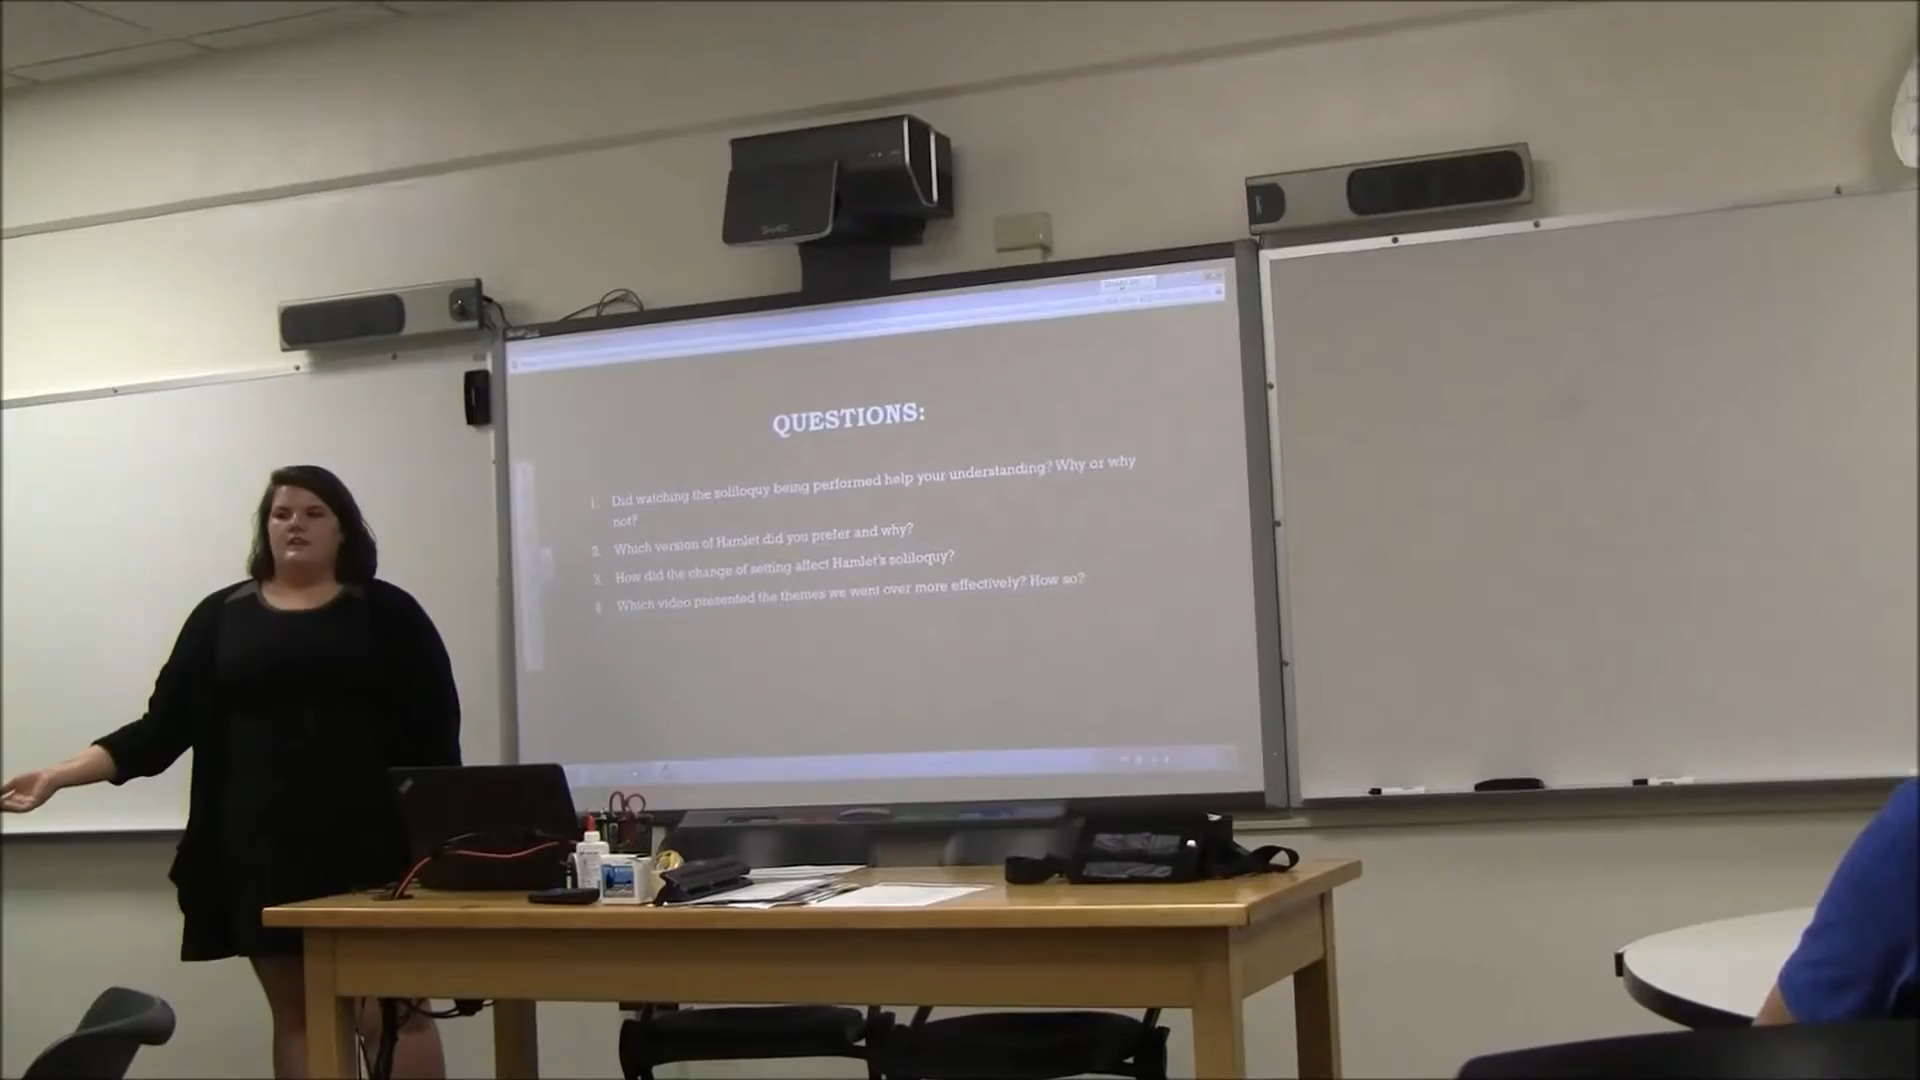 SMART
QUESTIONS:
1. Did watching the soliloquy being performed help your understanding? Why or why
not?
2. Which version of Hamlet did you prefer and why?
3. How did the change of setting affect Hamlet's soliloquy?
4 Which video presented the themes we went over more effectively? How so?